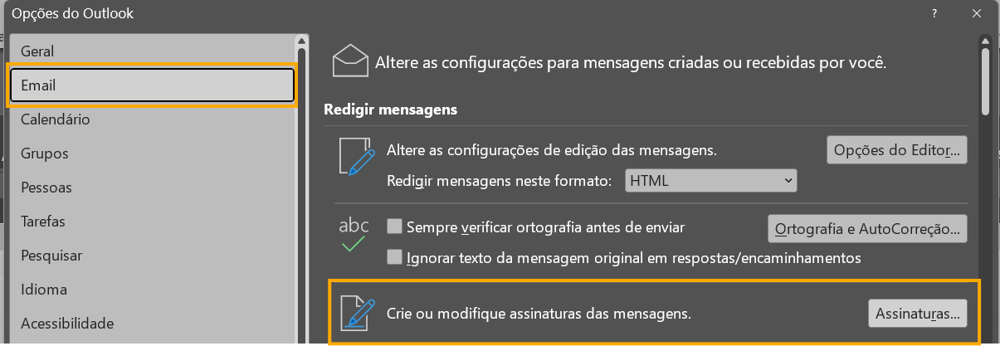 Opções do Outlook
?
Geral
Email
Calendário
Grupos
Pessoas
Tarefas
Pesquisar
Idioma
Acessibilidade
Altere as configurações para mensagens criadas ou recebidas por você.
Redigir mensagens
Altere as configurações de edição das mensagens.
Opções do Editor...
Redigir mensagens neste formato:
HTML
abc
Sempre verificar ortografia antes de enviar
Ortografia e AutoCorreção...
Ignorar texto da mensagem original em respostas/encaminhamentos
Crie ou modifique assinaturas das mensagens.
Assinaturas...